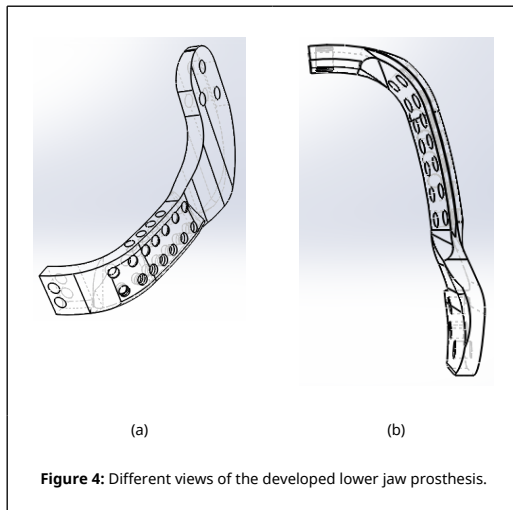 (a)
(b)
Figure 4: Different views of the developed lower jaw prosthesis.